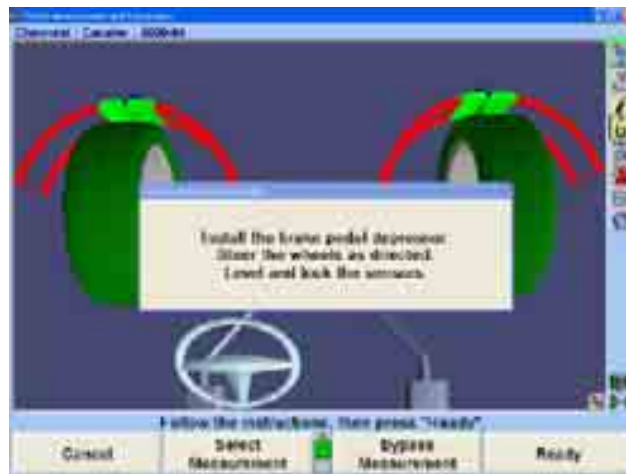 Chevrolet : Cavalier :
Install the brake pedal depressor
Steer the wheels as directed.
Level and lock the sensors.
Follow the instructions, then press "Ready"
Cancel
Select
Measurement
Bypass
Measurement
Ready